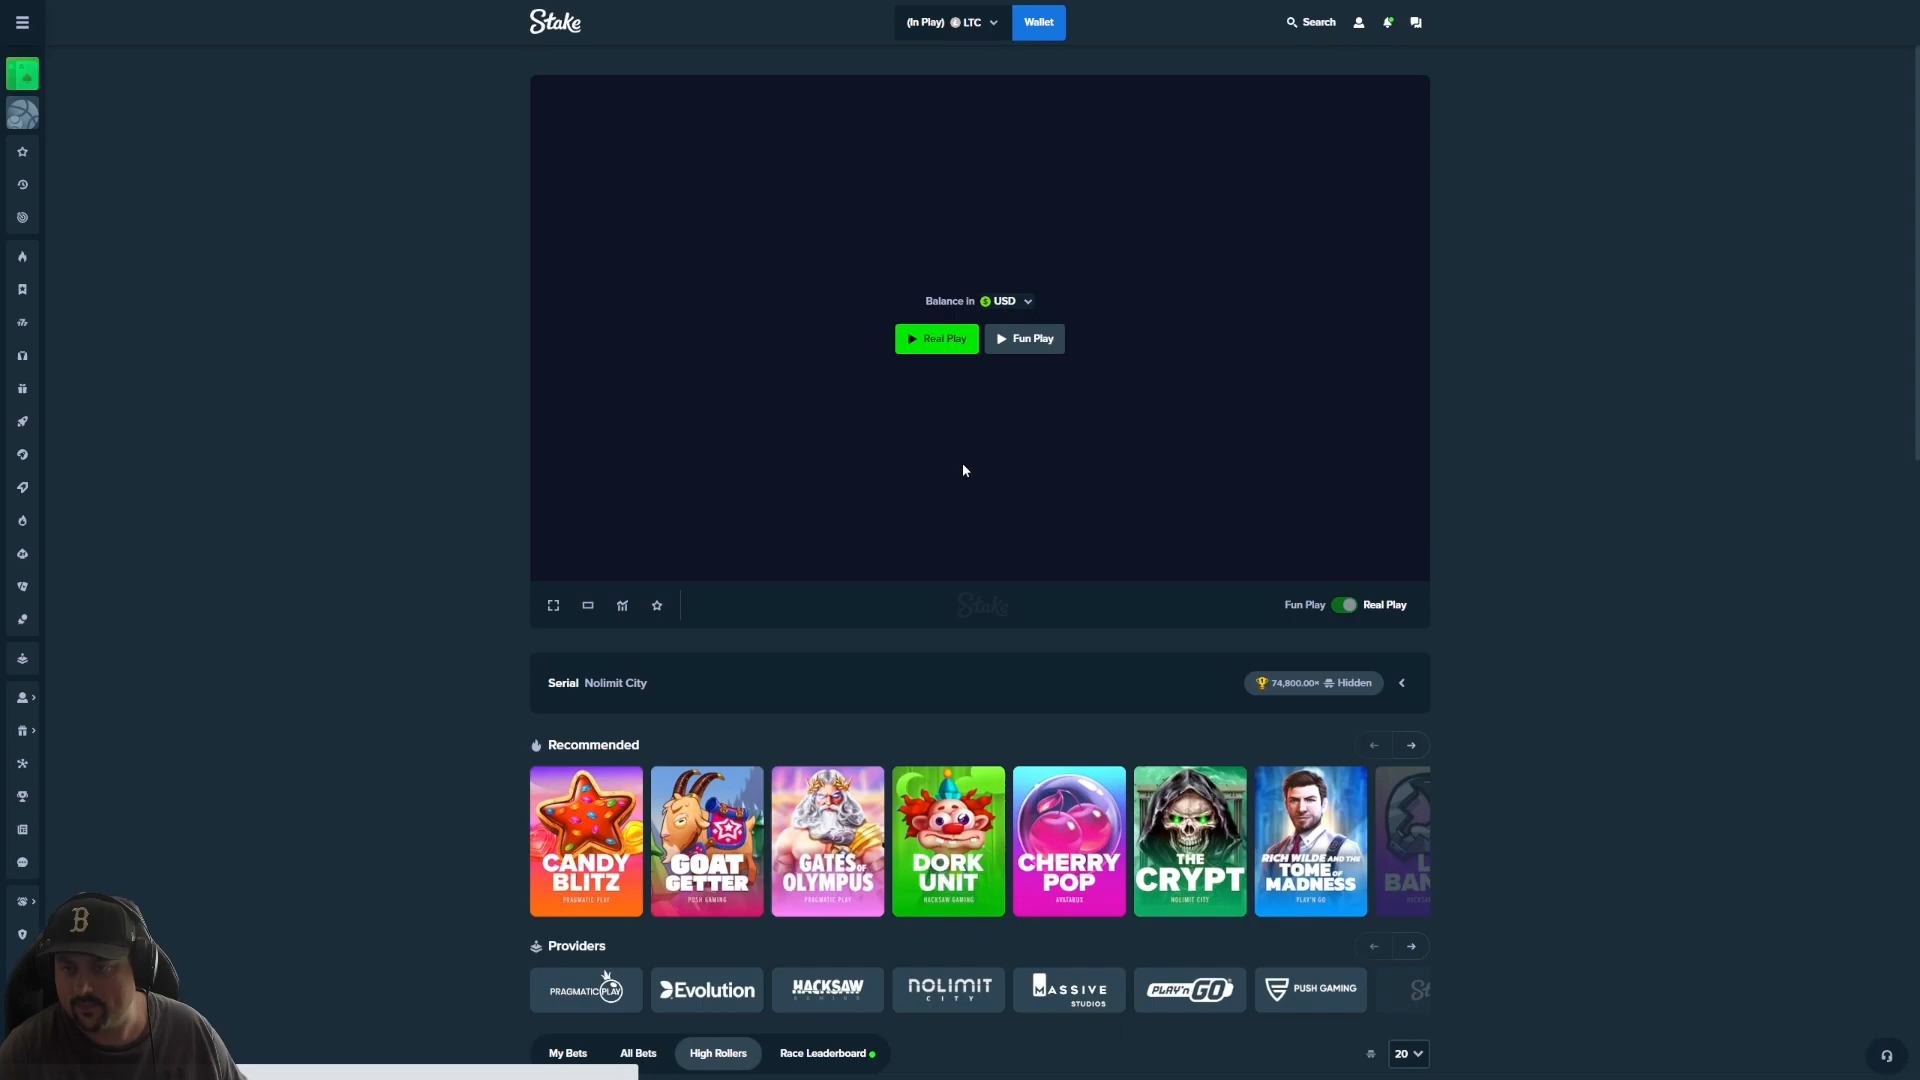 Stake
(In Play) LTC
Wallet
Search
Balance in $ USD
Real Play
Fun Play
Stake
Fun Play
Real Play
Serial Nolimit City
74,800.00× Hidden
Recommended
CANDY
BLITZ
PRAGMATIC PLAY
GOAT
GETTER
PUSH GAMING
GATES OF
OLYMPUS
PRAGMATIC PLAY
DORK
UNIT
HACKSAW GAMING
CHERRY
POP
AVATARUX
THE
CRYPT
NOLIMIT CITY
RICH WILDE AND THE
TOME OF
MADNESS
PLAY'N GO
Providers
PRAGMATIC PLAY
Evolution
HACKSAW
GAMING
NOLIMIT
CITY
MASSIVE
STUDIOS
PLAY'n GO
PUSH GAMING
My Bets
All Bets
High Rollers
Race Leaderboard
20
B